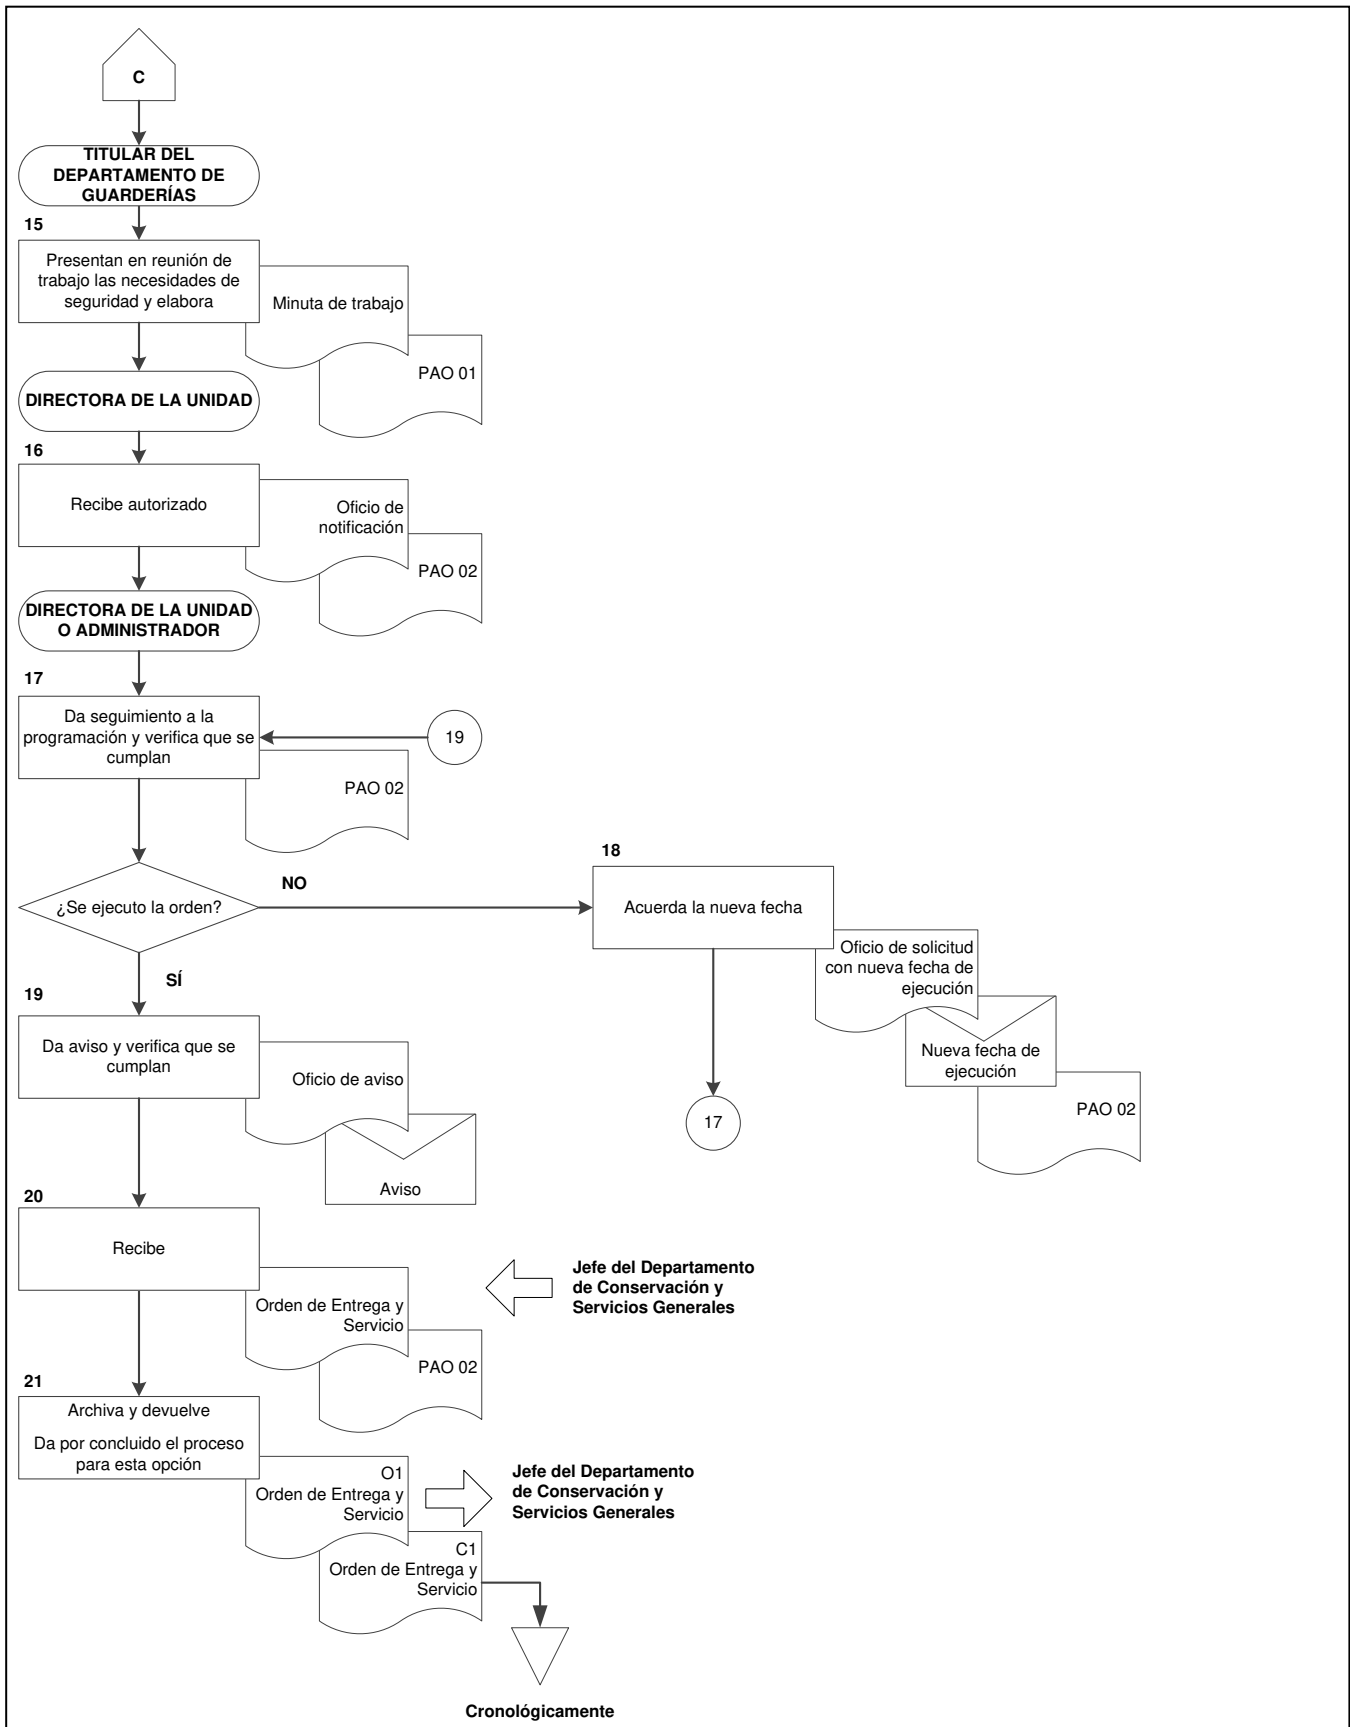 C
TITULAR DEL
DEPARTAMENTO DE
GUARDERÍAS
15
Presentan en reunión de
trabajo las necesidades de
seguridad y elabora
Minuta de trabajo
PAO 01
DIRECTORA DE LA UNIDAD
16
Recibe autorizado
Oficio de
notificación
PAO 02
DIRECTORA DE LA UNIDAD
O ADMINISTRADOR
17
Da seguimiento a la
programación y verifica que se
cumplan
19
PAO 02
¿Se ejecuto la orden?
NO
18
Acuerda la nueva fecha
Oficio de solicitud
con nueva fecha de
ejecución
Nueva fecha de
ejecución
PAO 02
17
SÍ
19
Da aviso y verifica que se
cumplan
Oficio de aviso
Aviso
20
Recibe
Orden de Entrega y
Servicio
PAO 02
Jefe del Departamento
de Conservación y
Servicios Generales
21
Archiva y devuelve
Da por concluido el proceso
para esta opción
O1
Orden de Entrega y
Servicio
Jefe del Departamento
de Conservación y
Servicios Generales
C1
Orden de Entrega y
Servicio
Cronológicamente